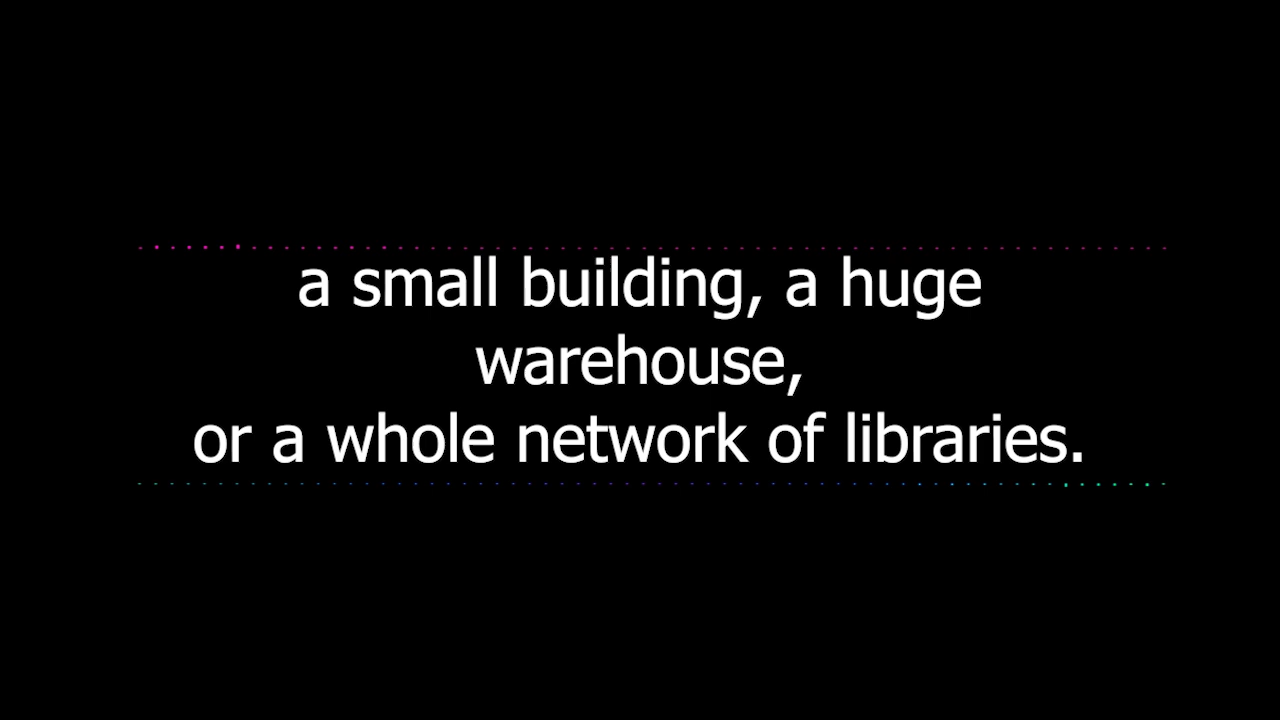 a small building, a huge
warehouse,
or a whole network of libraries.